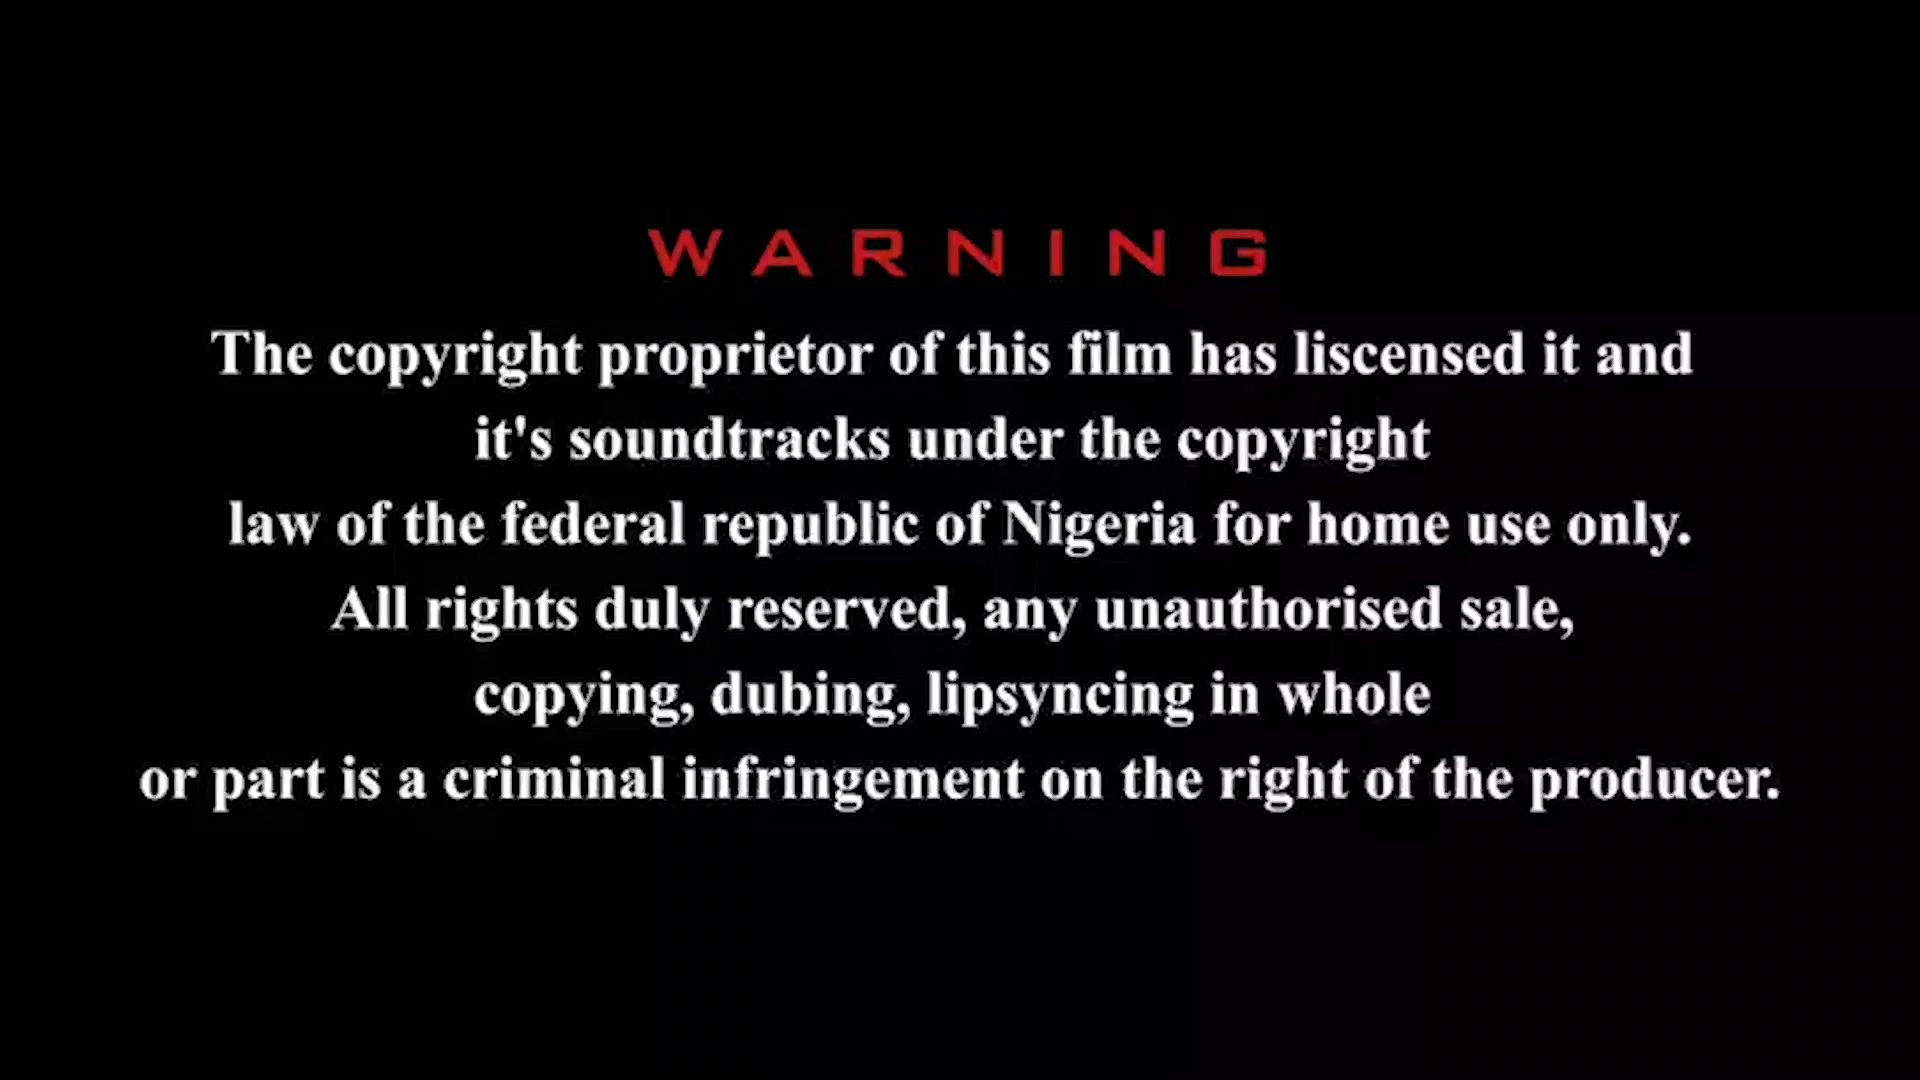 WARNING
The copyright proprietor of this film has liscensed it and
it's soundtracks under the copyright
law of the federal republic of Nigeria for home use only.
All rights duly reserved, any unauthorised sale,
copying, dubing, lipsyncing in whole
or part is a criminal infringement on the right of the producer.